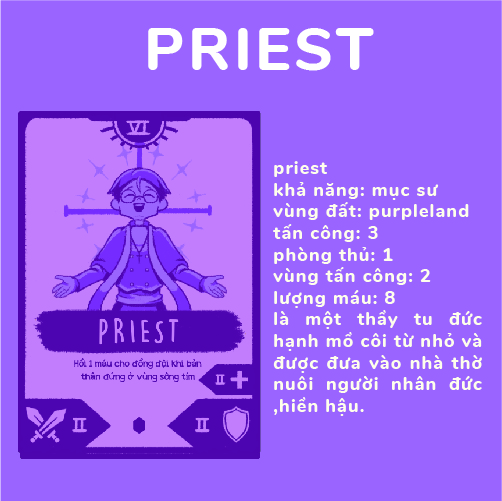 PRIEST
VI
PRIEST
Hồi 1 máu cho đồng đội khi bản
thân đứng ở vùng sông tím
II +
II
II
priest
khả năng: mục sư
vùng đất: purpleland
tấn công: 3
phòng thủ: 1
vùng tấn công: 2
lượng máu: 8
là một thầy tu đức
hạnh mồ côi từ nhỏ và
được đưa vào nhà thờ
nuôi người nhân đức
,hiền hậu.